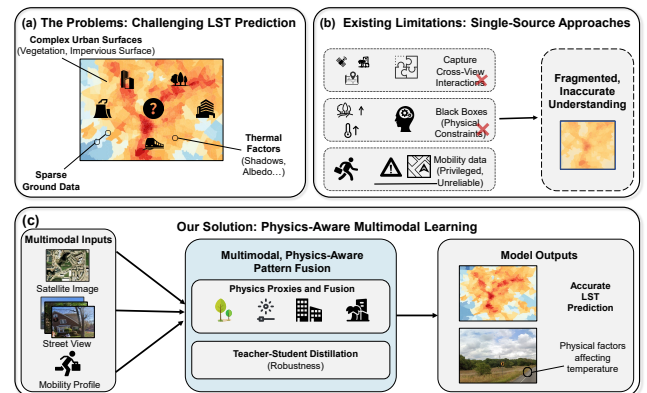 (a) The Problems: Challenging LST Prediction
Complex Urban Surfaces
(Vegetation, Impervious Surface)
?
Thermal
Factors
(Shadows,
Albedo...)
Sparse
Ground Data
(b) Existing Limitations: Single-Source Approaches
Capture
Cross-View
Interactions
Black Boxes
(Physical
Constraints)
Mobility data
(Privileged,
Unreliable)
Fragmented,
Inaccurate
Understanding
(c)
Our Solution: Physics-Aware Multimodal Learning
Multimodal Inputs
Satellite Image
Street View
Mobility Profile
Multimodal, Physics-Aware
Pattern Fusion
Physics Proxies and Fusion
Teacher-Student Distillation
(Robustness)
Model Outputs
Accurate
LST
Prediction
Physical factors
affecting
temperature